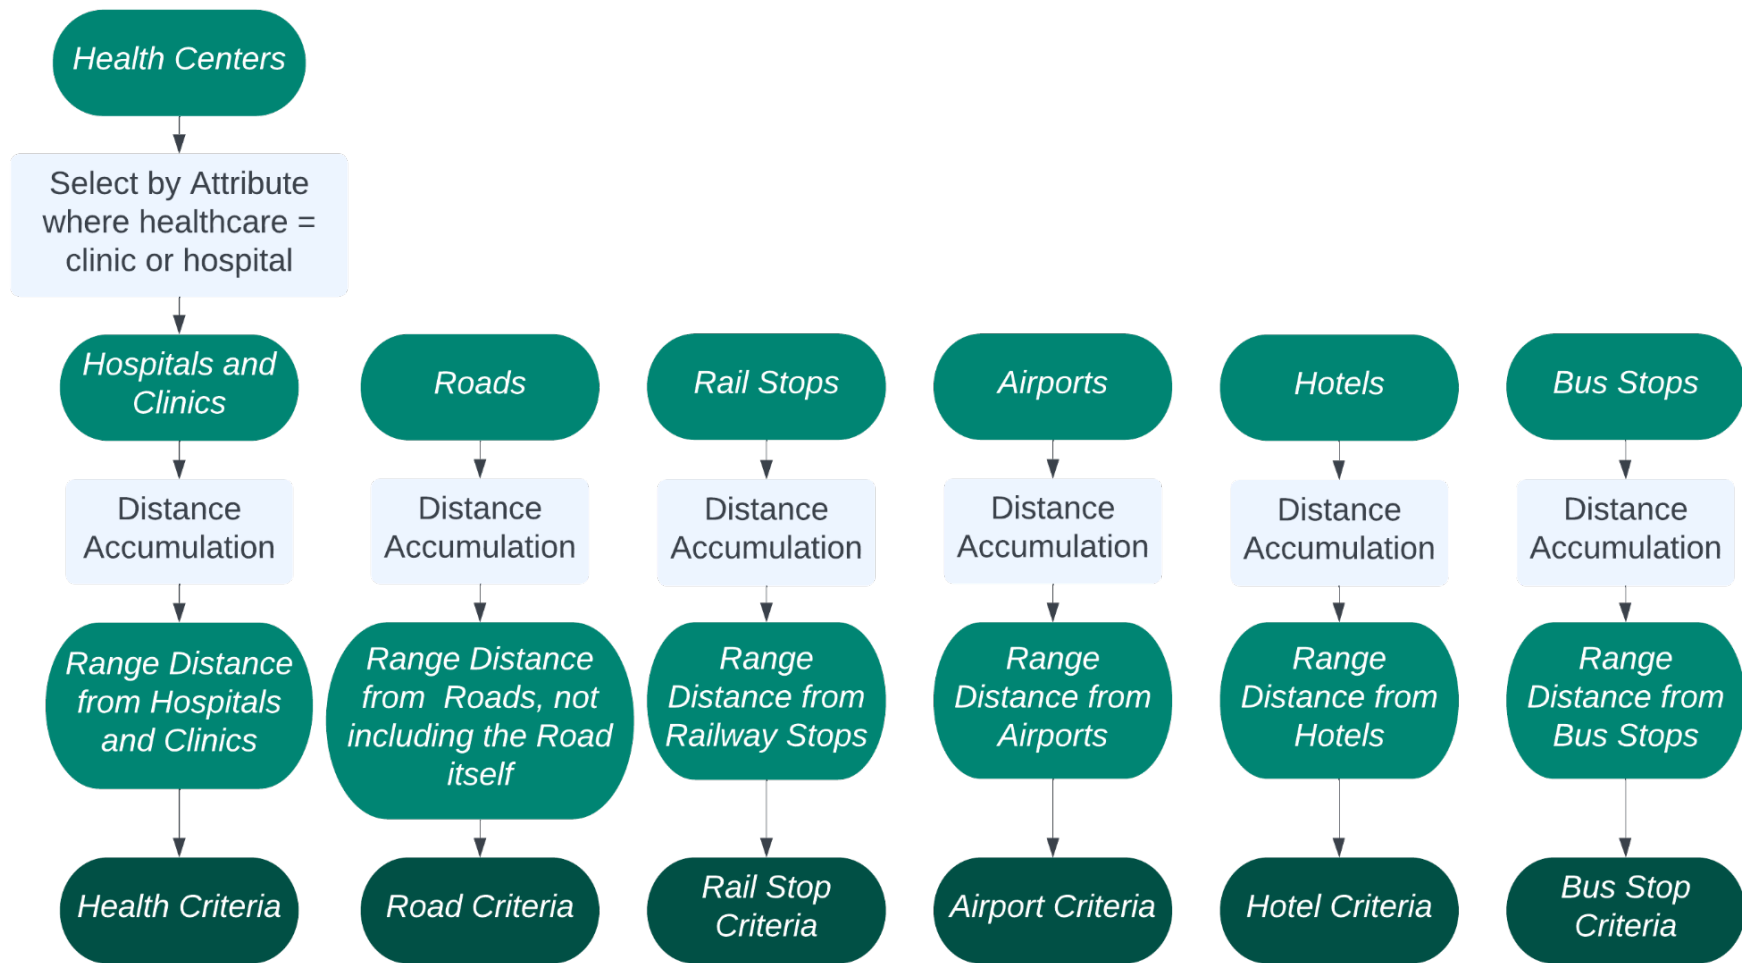 Health Centers
Select by Attribute
where healthcare =
clinic or hospital
Hospitals and
Clinics
Distance
Accumulation
Range Distance
from Hospitals
and Clinics
Health Criteria
Roads
Distance
Accumulation
Range Distance
from  Roads, not
including the Road
itself
Road Criteria
Rail Stops
Distance
Accumulation
Range
Distance from
Railway Stops
Rail Stop
Criteria
Airports
Distance
Accumulation
Range
Distance from
Airports
Airport Criteria
Hotels
Distance
Accumulation
Range
Distance from
Hotels
Hotel Criteria
Bus Stops
Distance
Accumulation
Range
Distance from
Bus Stops
Bus Stop
Criteria